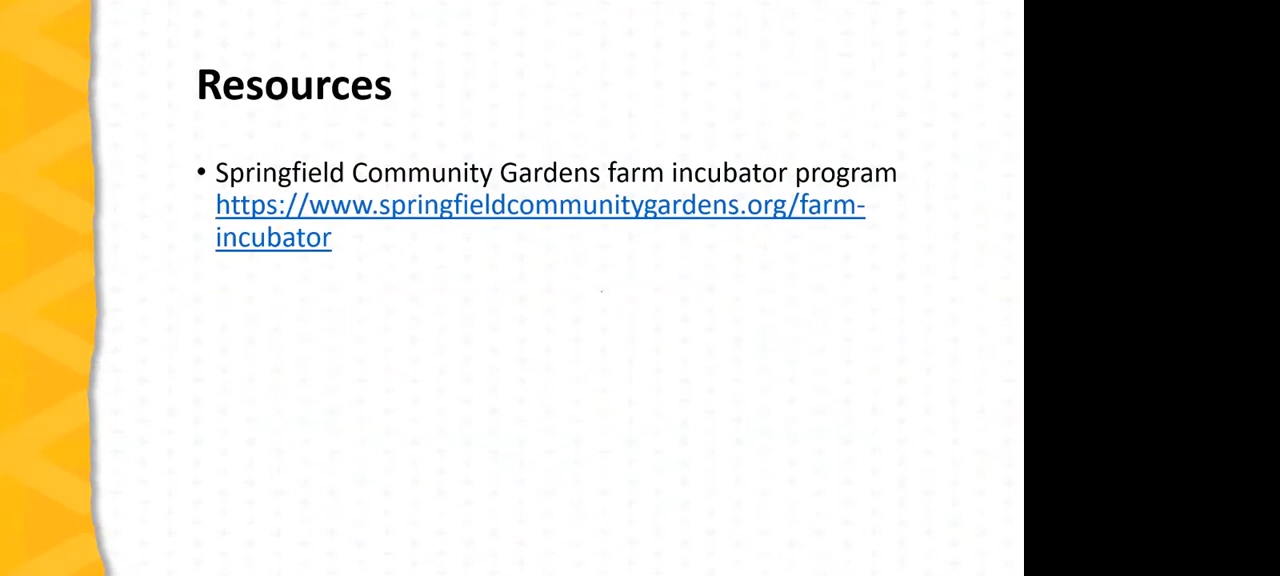 Resources
• Springfield Community Gardens farm incubator program
https://www.springfieldcommunitygardens.org/farm-
incubator